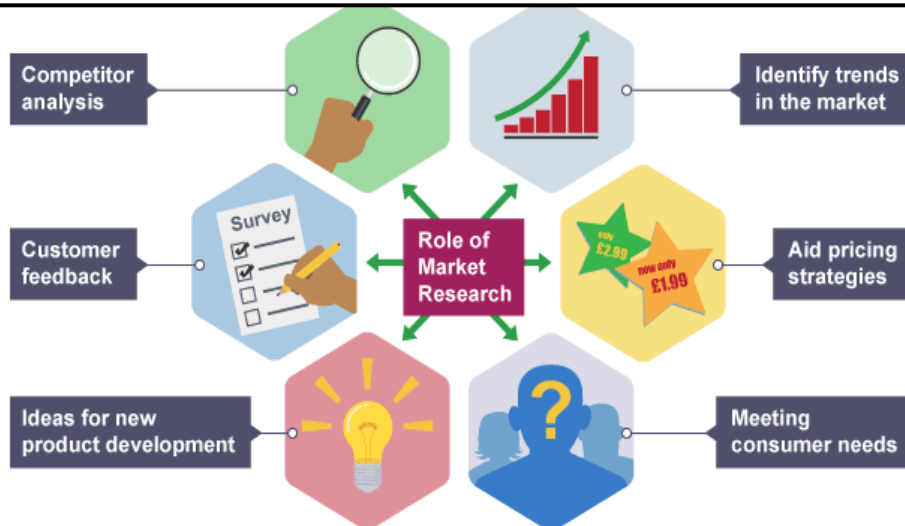 Competitor
analysis
Identify trends
in the market
Survey
Customer
feedback
Role of
Market
Research
only
£2.99
now only
£1.99
Aid pricing
strategies
Ideas for new
product development
?
Meeting
consumer needs